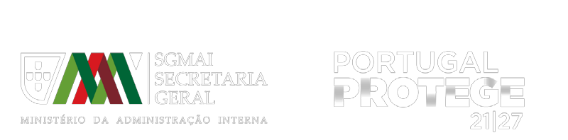 SGMAI
SECRETARIA
GERAL
MINISTÉRIO DA ADMINISTRAÇÃO INTERNA
PORTUGAL
PROTEGE
21|27